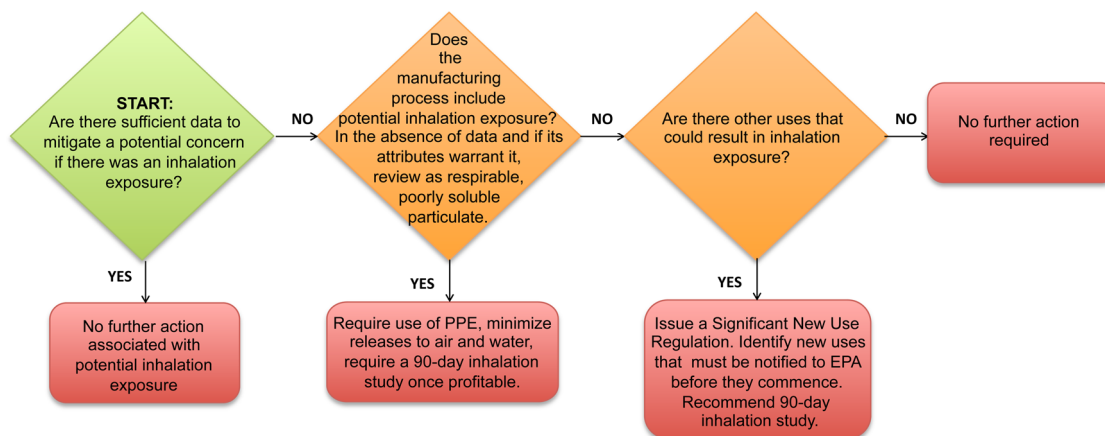 START:
Are there sufficient data to
mitigate a potential concern
if there was an inhalation
exposure?
NO
Does
the
manufacturing
process include
potential inhalation exposure?
In the absence of data and if its
attributes warrant it,
review as respirable,
poorly soluble
particulate.
NO
Are there other uses that
could result in inhalation
exposure?
NO
No further action
required
YES
No further action
associated with
potential inhalation
exposure
YES
Require use of PPE, minimize
releases to air and water,
require a 90-day inhalation
study once profitable.
YES
Issue a Significant New Use
Regulation. Identify new uses
that must be notified to EPA
before they commence.
Recommend 90-day
inhalation study.